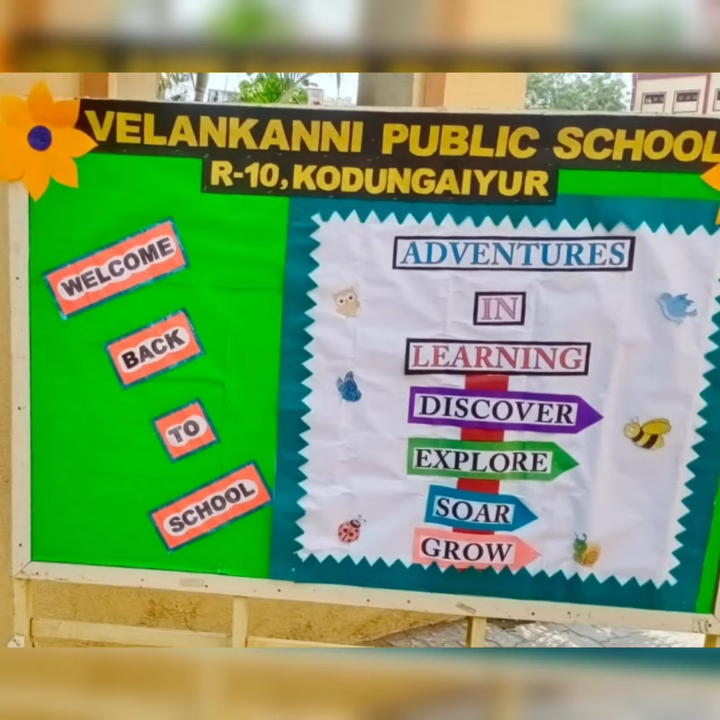 VELANKANNI PUBLIC SCHOOL
R-10, KODUNGAIYUR
WELCOME
BACK
TO
SCHOOL
ADVENTURES
IN
LEARNING
DISCOVER
EXPLORE
SOAR
GROW